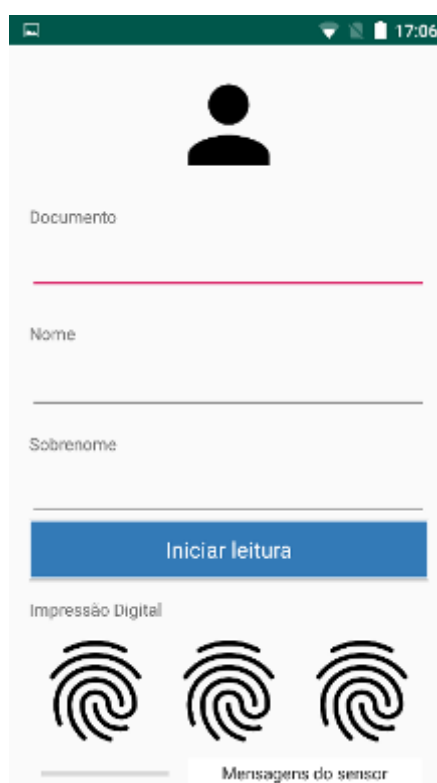 17:06
Documento
Nome
Sobrenome
Iniciar leitura
Impressão Digital
Mensagens do sensor